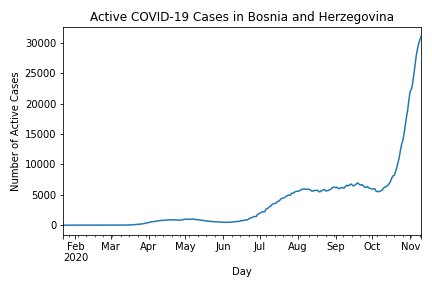 Active COVID-19 Cases in Bosnia and Herzegovina
30000
25000
20000
15000
10000
5000
0
Number of Active Cases
Feb Mar Apr May Jun Jul Aug Sep Oct Nov
2020
Day